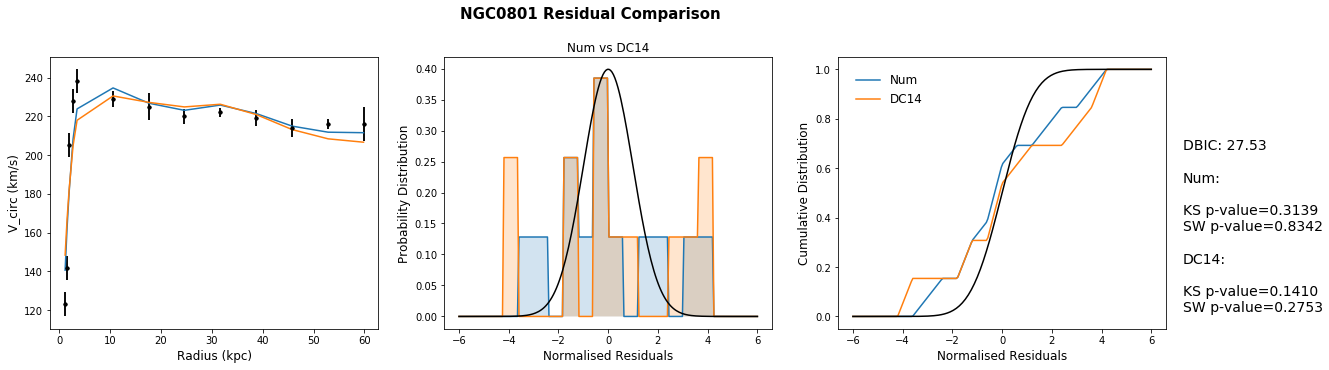 NGC0801 Residual Comparison
V_circ (km/s)
240
220
200
180
160
140
120
0 10 20 30 40 50 60
Radius (kpc)
Num vs DC14
Probability Distribution
0.40
0.35
0.30
0.25
0.20
0.15
0.10
0.05
0.00
−6 −4 −2 0 2 4 6
Normalised Residuals
Cumulative Distribution
1.0
0.8
0.6
0.4
0.2
0.0
Num
DC14
−6 −4 −2 0 2 4 6
Normalised Residuals
DBIC: 27.53
Num:
KS p-value=0.3139
SW p-value=0.8342
DC14:
KS p-value=0.1410
SW p-value=0.2753